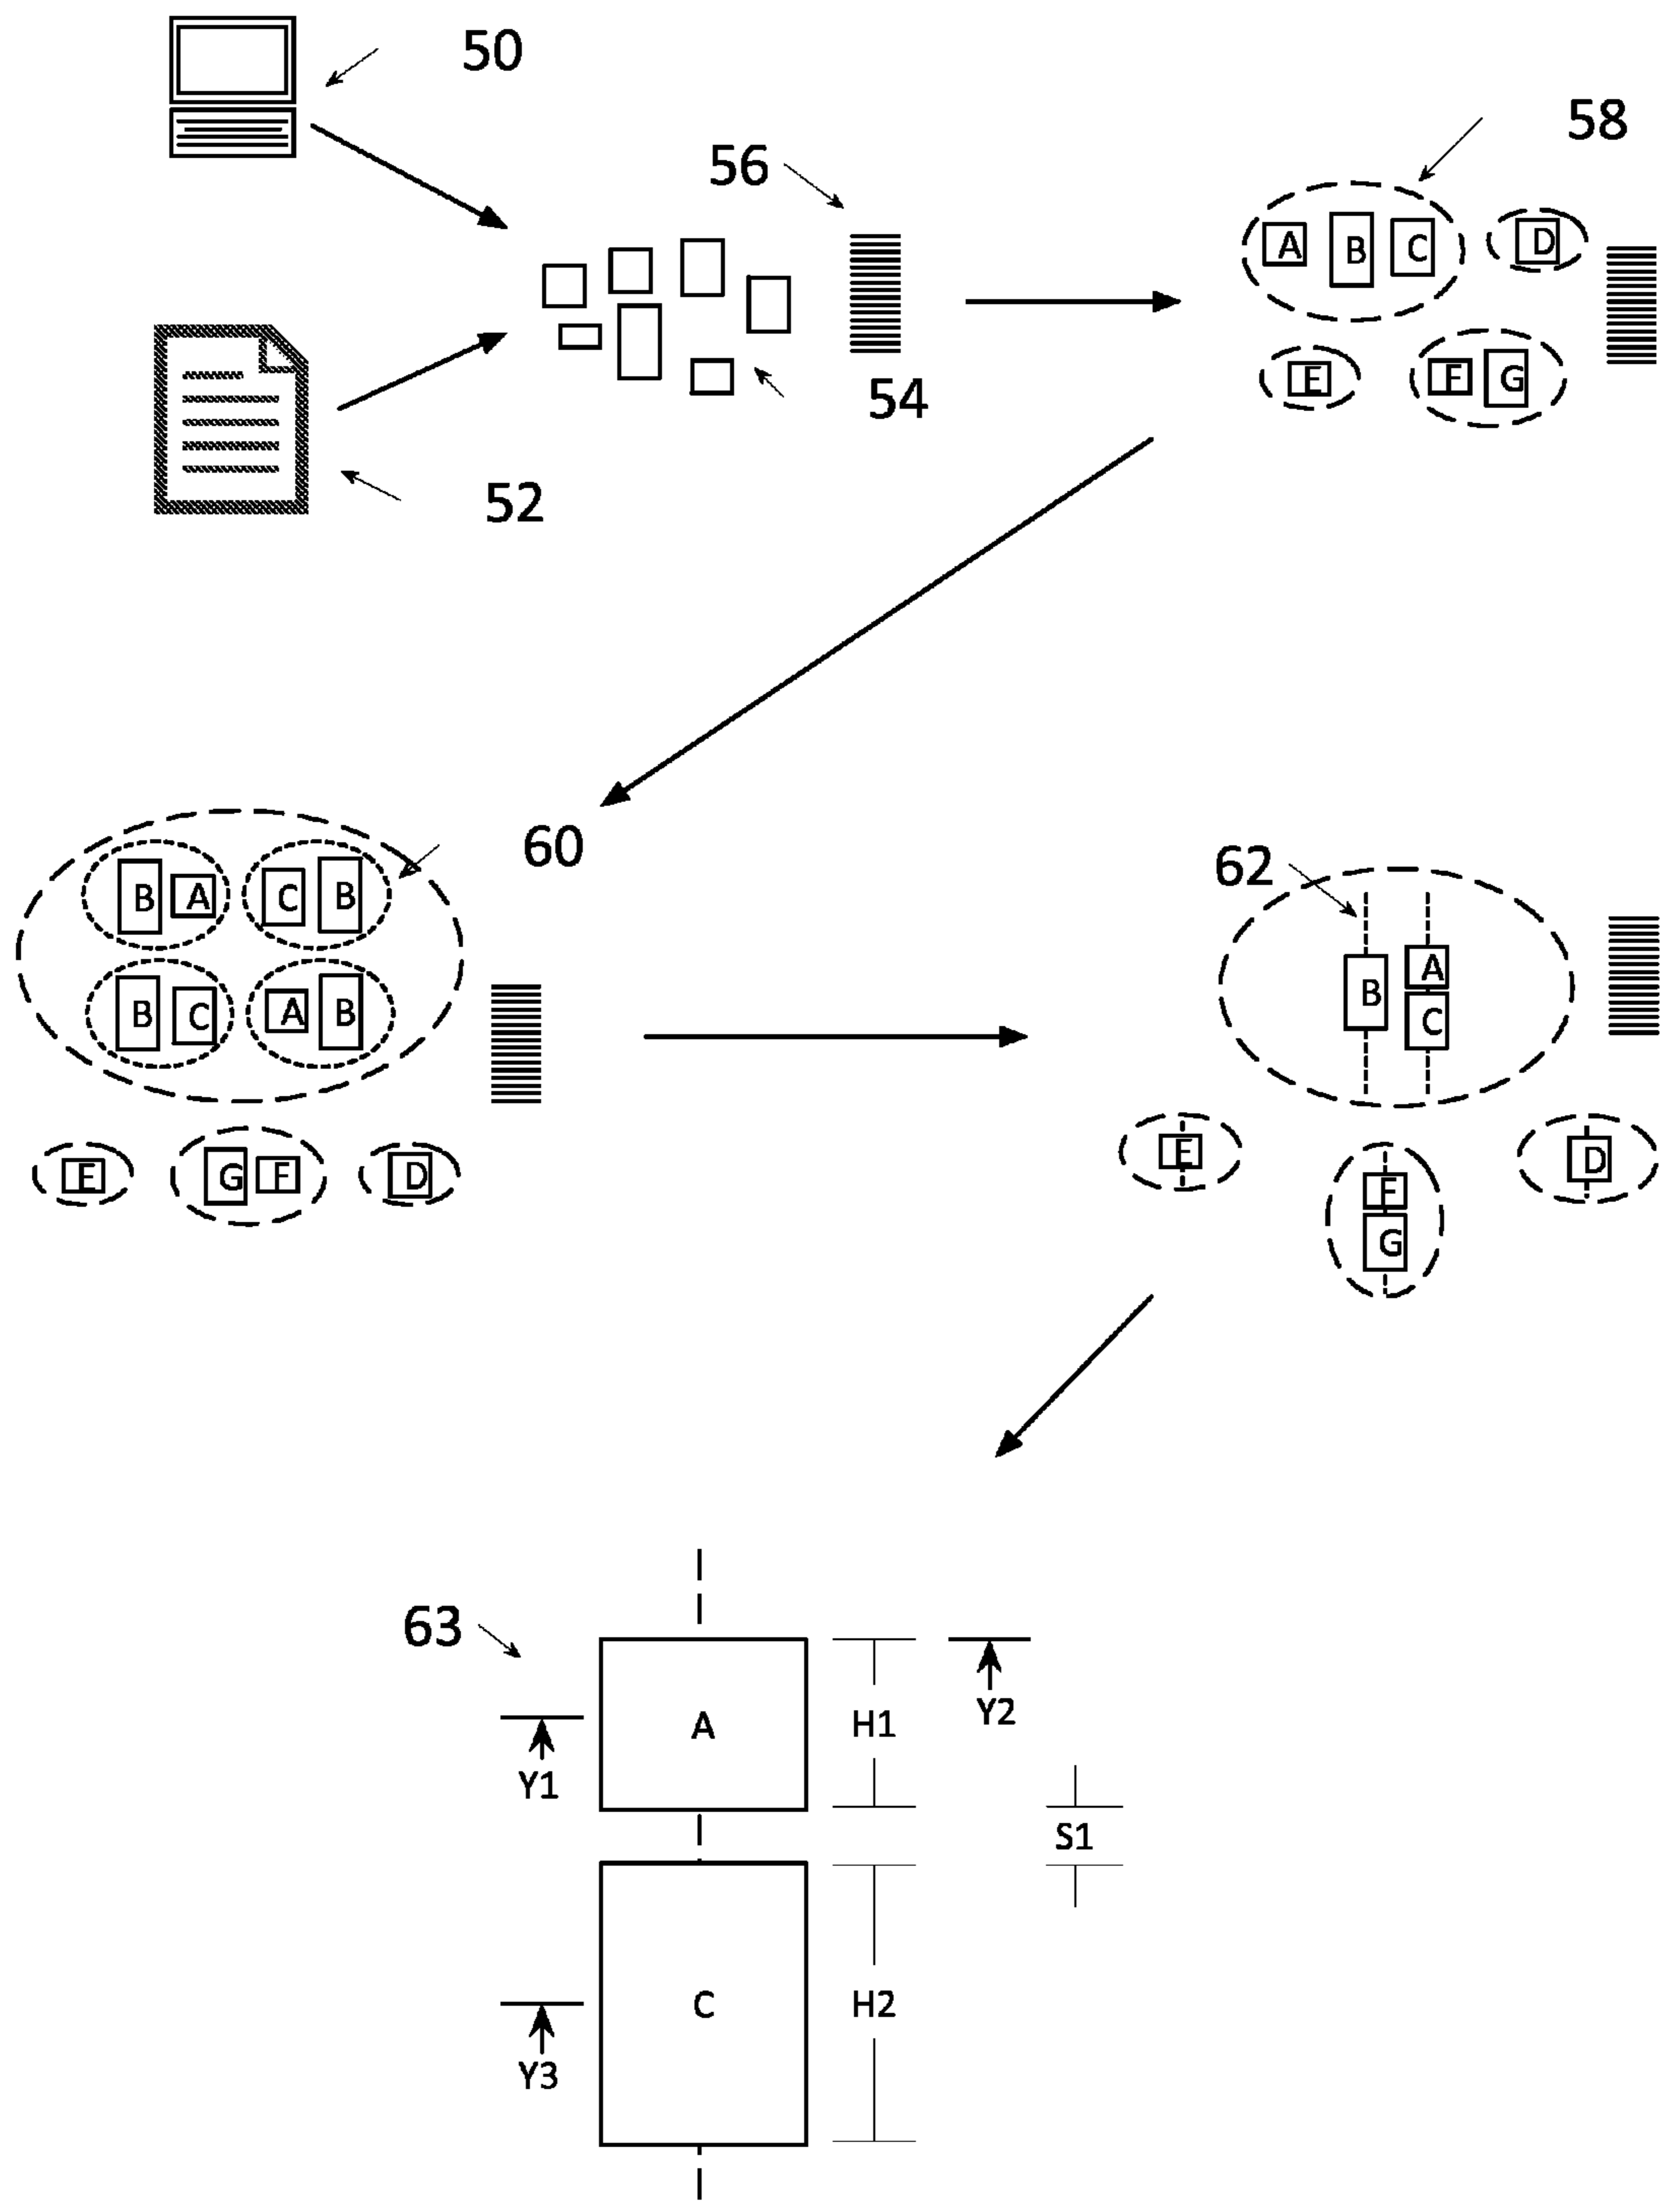 50
56
58
A B C D
54
E F G
52
60
B A C B
B C A B
62
B A
C
E G F D
E D
F
G
63
A
H1
Y2
Y1
S1
C
H2
Y3